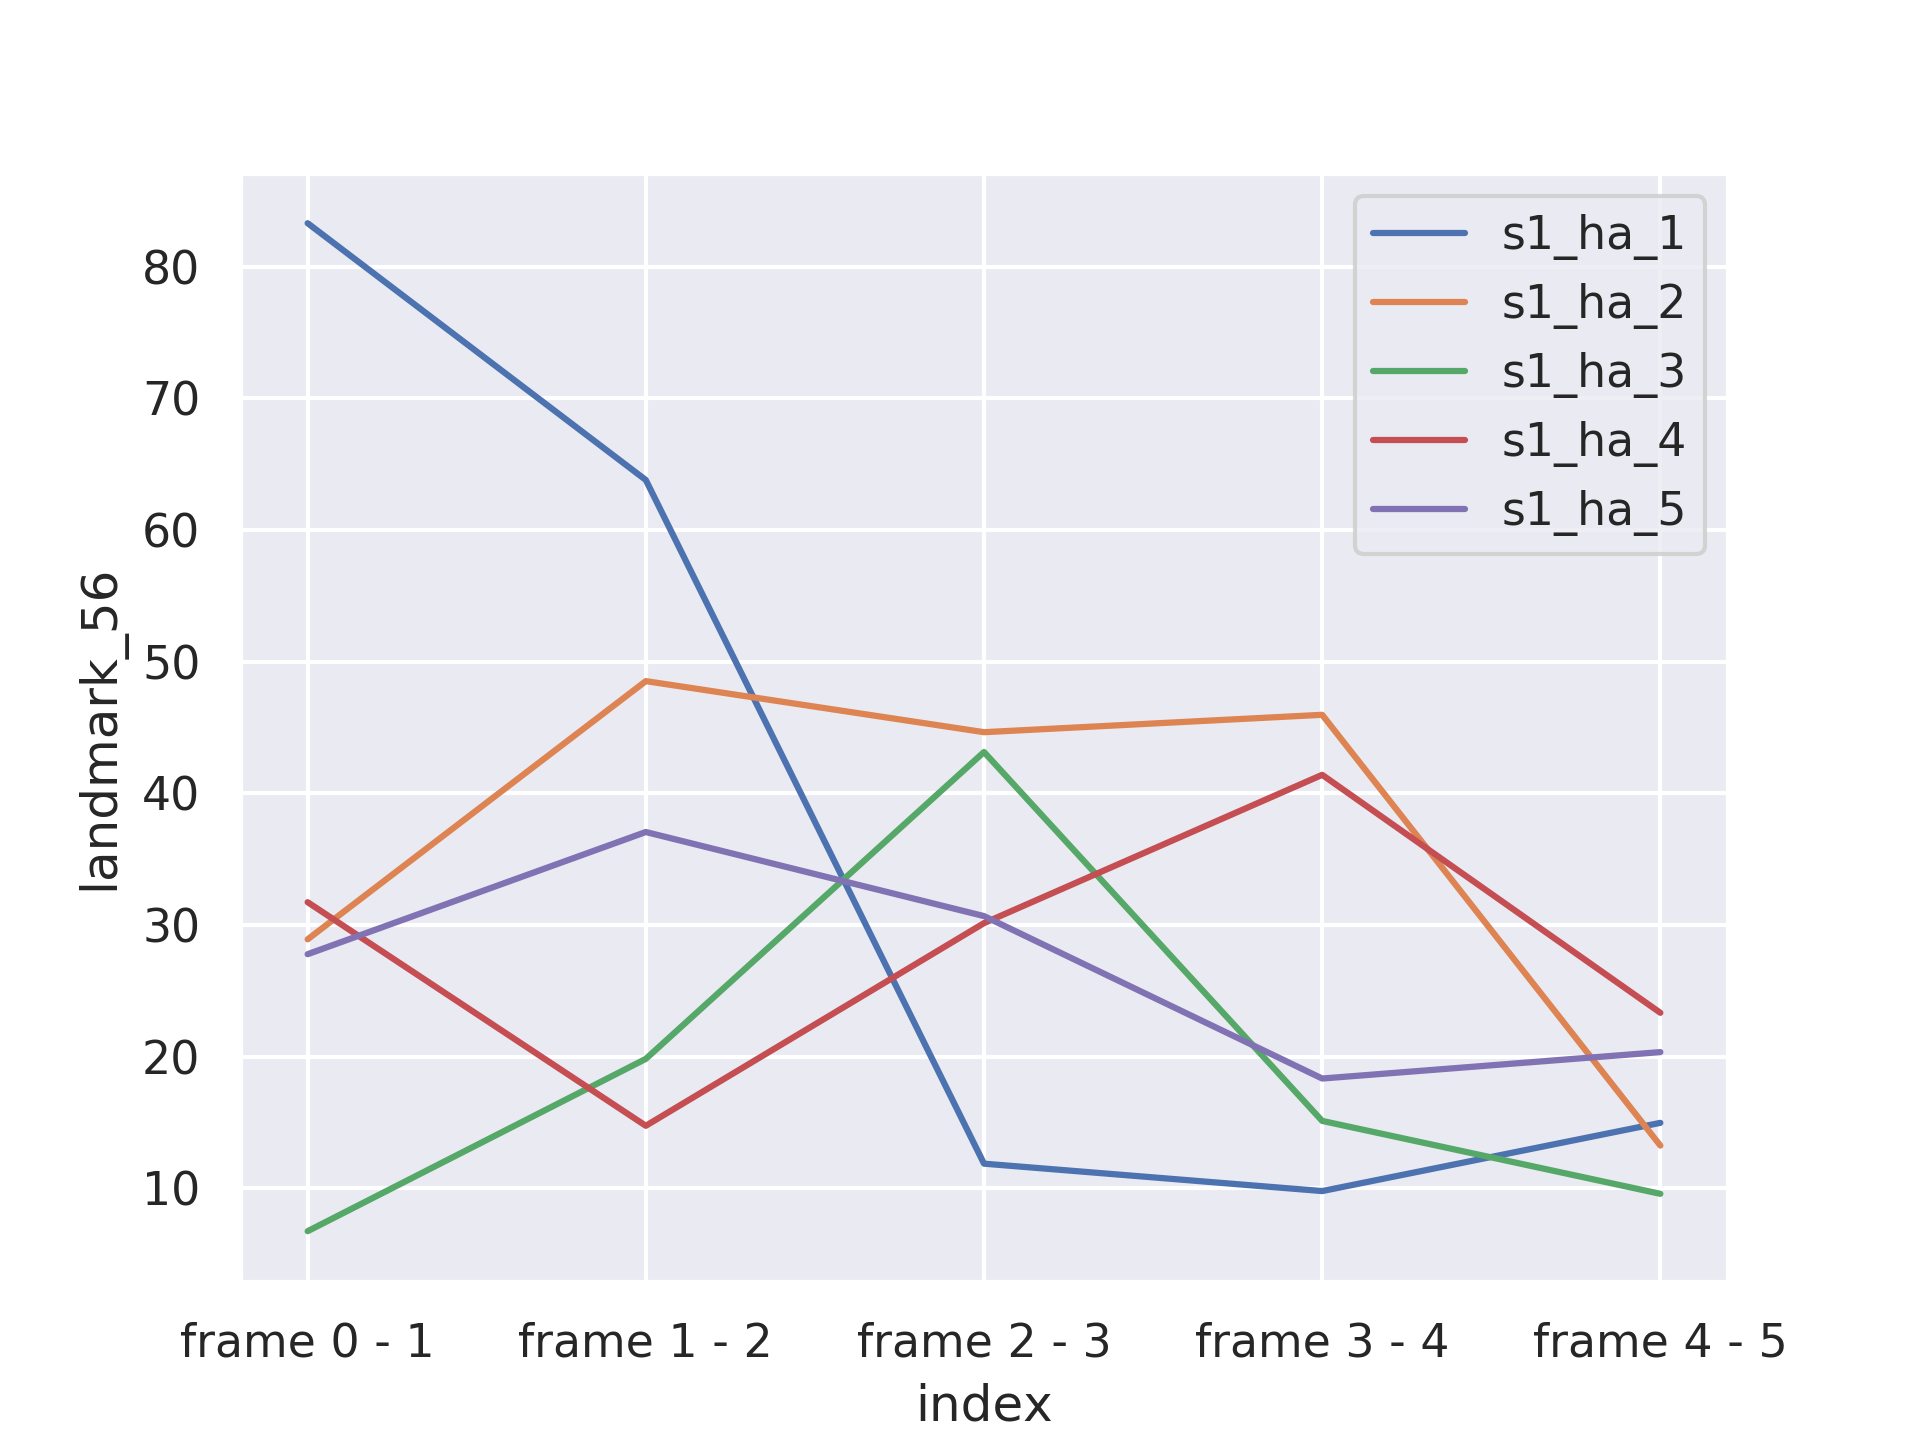 s1_ha_1
s1_ha_2
s1_ha_3
s1_ha_4
s1_ha_5
landmark_56
80
70
60
50
40
30
20
10
frame 0 - 1
frame 1 - 2
frame 2 - 3
frame 3 - 4
frame 4 - 5
index